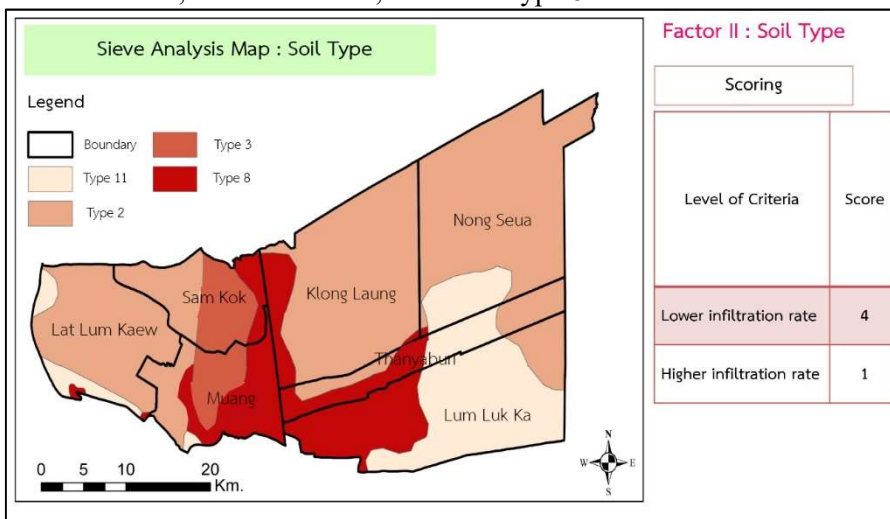 Sieve Analysis Map : Soil Type
Legend
Boundary
Type 3
Type 11
Type 8
Type 2
Nong Seua
Sam Kok
Klong Laung
Lat Lum Kaew
Thanyaburi
Muang
Lum Luk Ka
0 5 10 20
Km.
N
W E
S
Factor II : Soil Type
Scoring
Level of Criteria Score
Lower infiltration rate 4
Higher infiltration rate 1